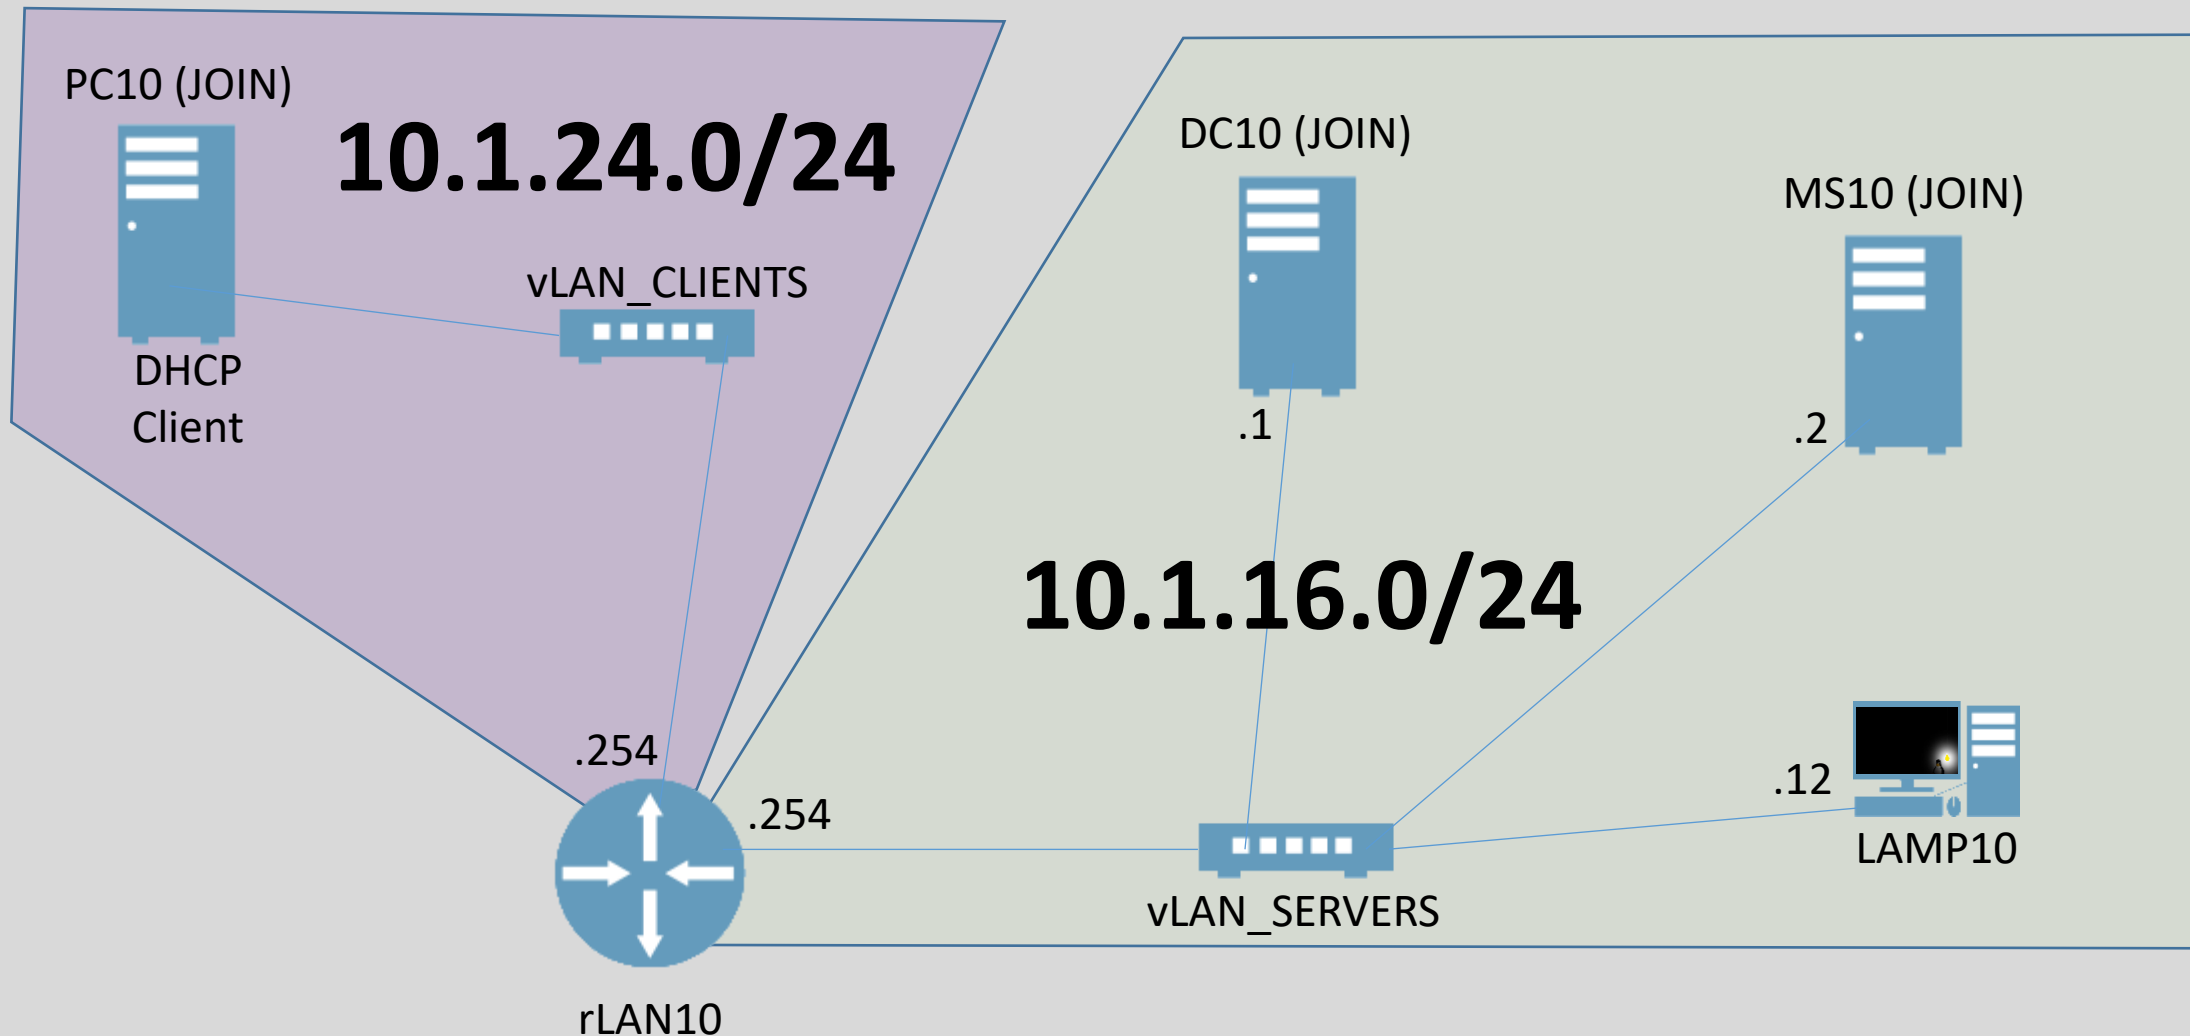 PC10 (JOIN)
10.1.24.0/24
vLAN_CLIENTS
DHCP
Client
.254
DC10 (JOIN)
.1
MS10 (JOIN)
.2
10.1.16.0/24
.12
LAMP10
.254
vLAN_SERVERS
rLAN10